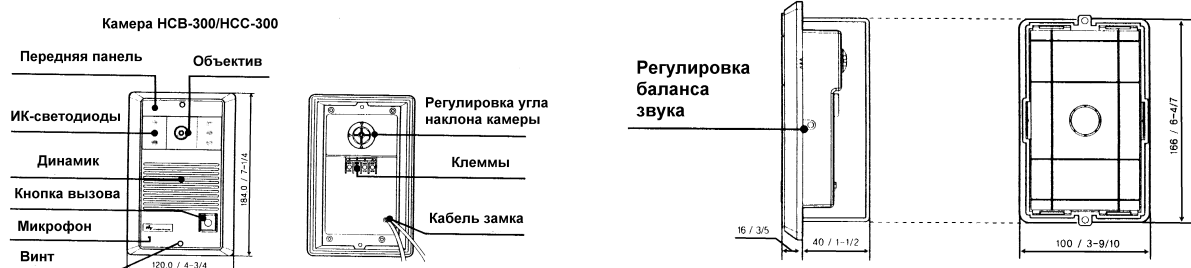 Камера НСВ-300/НСС-300
Передняя панель
Объектив
ИК-светодиоды
Динамик
Кнопка вызова
Микрофон
Винт
184.0 / 7-1/4
120.0 / 4-3/4
Регулировка угла
наклона камеры
Клеммы
Кабель замка
Регулировка
баланса
звука
16 / 3/5
40 / 1-1/2
166 / 6-4/7
100 / 3-9/10